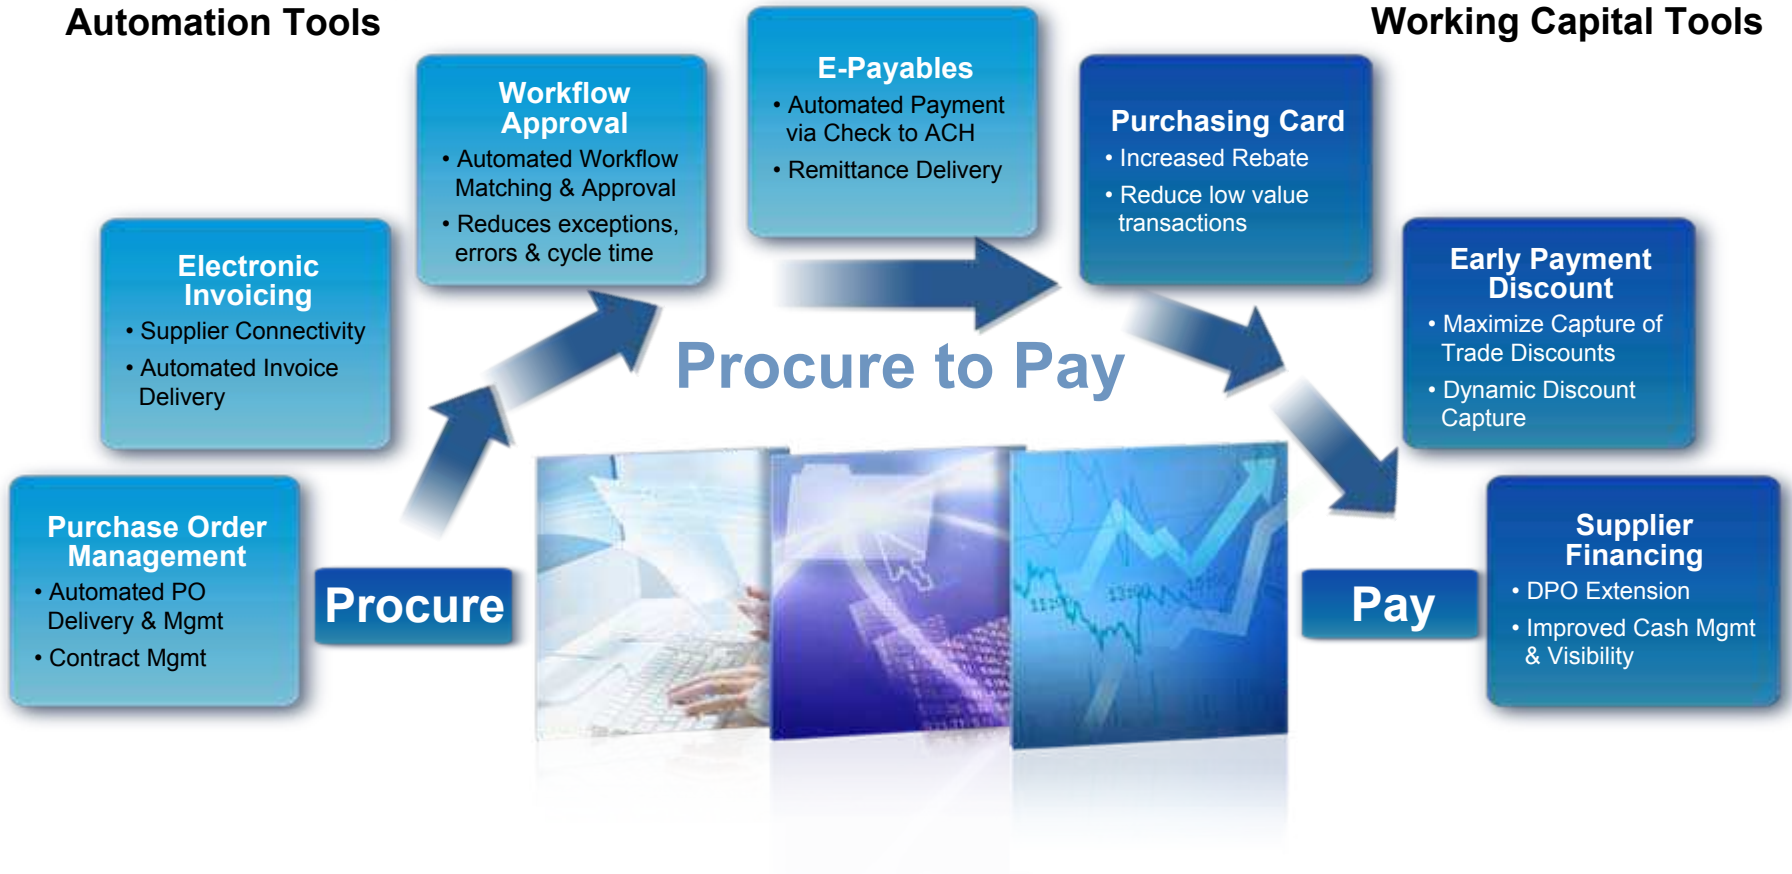 Automation Tools
Working Capital Tools
Purchase Order
Management
• Automated PO
Delivery & Mgmt
• Contract Mgmt
Electronic
Invoicing
• Supplier Connectivity
• Automated Invoice
Delivery
Workflow
Approval
• Automated Workflow
Matching & Approval
• Reduces exceptions,
errors & cycle time
E-Payables
• Automated Payment
via Check to ACH
• Remittance Delivery
Purchasing Card
• Increased Rebate
• Reduce low value
transactions
Early Payment
Discount
• Maximize Capture of
Trade Discounts
• Dynamic Discount
Capture
Supplier
Financing
• DPO Extension
• Improved Cash Mgmt
& Visibility
Procure to Pay
Procure
Pay